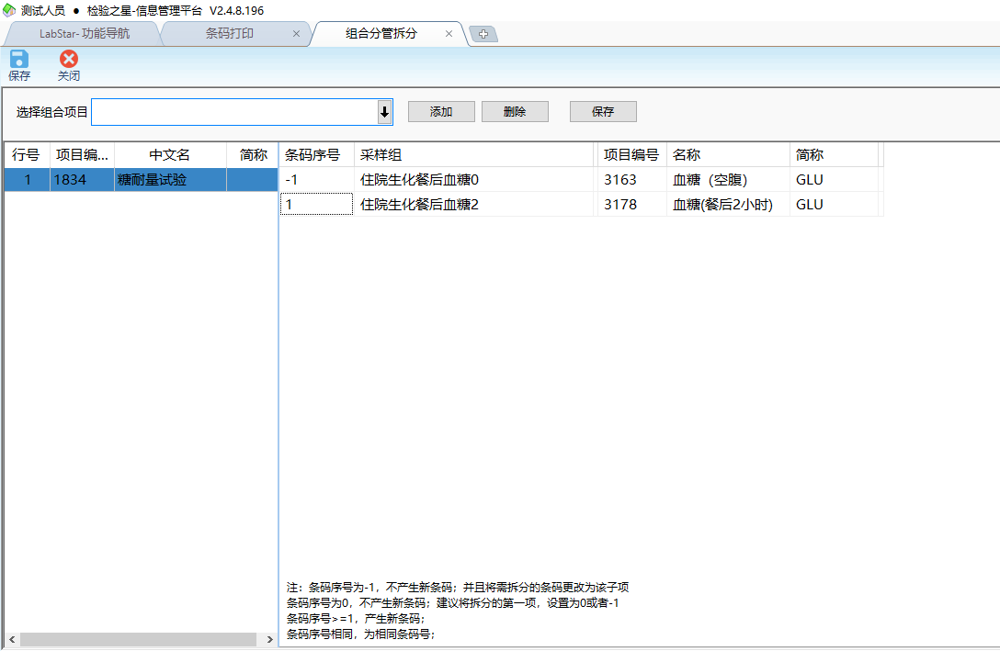 测试人员 ● 检验之星-信息管理平台 V2.4.8.196
LabStar- 功能导航 条码打印 组合分管拆分
保存 关闭
选择组合项目 添加 删除 保存
行号 项目编... 中文名 简称 条码序号 采样组 项目编号 名称 简称
1 1834 糖耐量试验 -1 住院生化餐后血糖0 3163 血糖（空腹） GLU
1 住院生化餐后血糖2 3178 血糖(餐后2小时) GLU
注：条码序号为-1，不产生新条码；并且将需拆分的条码更改为该子项
条码序号为0，不产生新条码；建议将拆分的第一项，设置为0或者-1
条码序号>=1，产生新条码；
条码序号相同，为相同条码号；